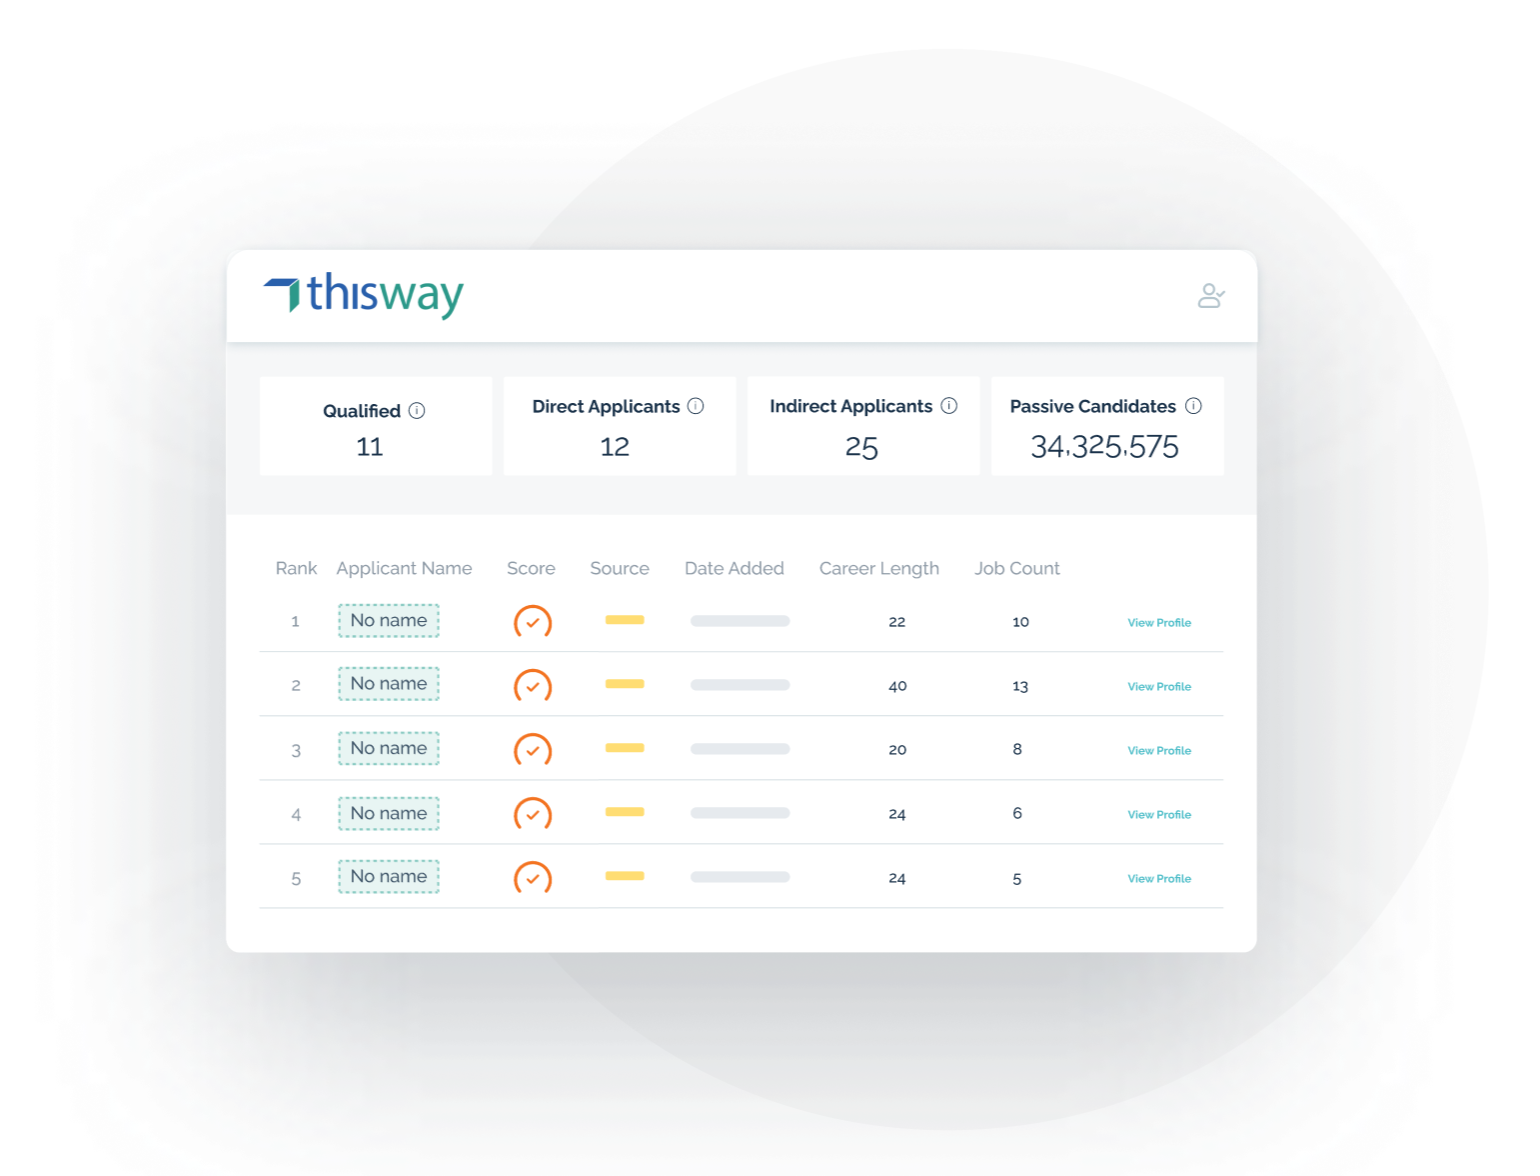 thisway
Qualified
11
Direct Applicants
12
Indirect Applicants
25
Passive Candidates
34,325,575
Rank Applicant Name Score Source Date Added Career Length Job Count
1 No name 22 10 View Profile
2 No name 40 13 View Profile
3 No name 20 8 View Profile
4 No name 24 6 View Profile
5 No name 24 5 View Profile